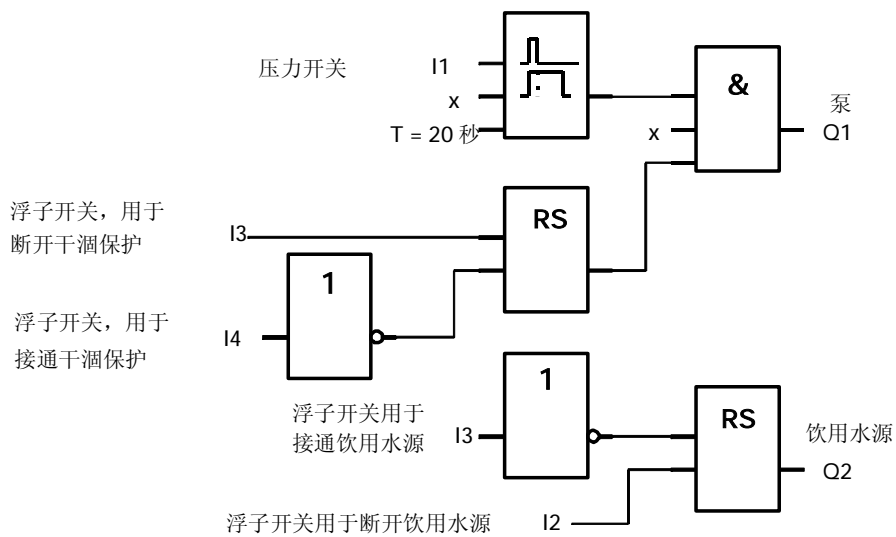 压力开关
I1
x
T = 20 秒
&
x
泵
Q1
浮子开关，用于
断开干涸保护
I3
RS
1
浮子开关，用于
接通干涸保护
I4
1
浮子开关用于
接通饮用水源
I3
RS
饮用水源
Q2
浮子开关用于断开饮用水源
I2